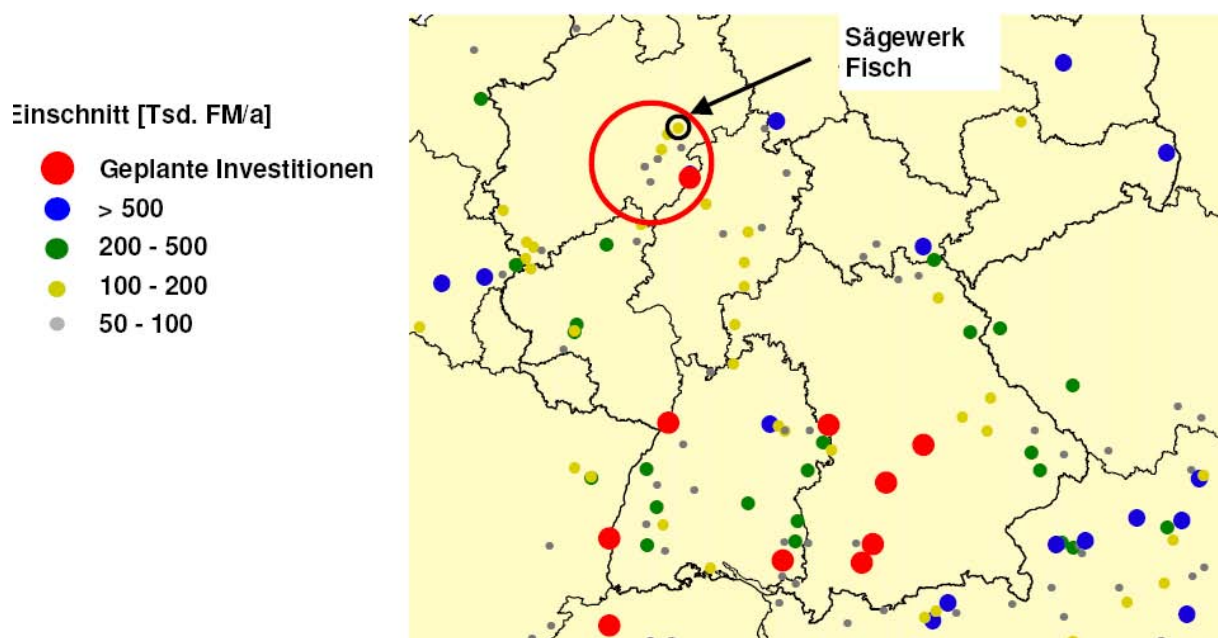 Sägewerk
Fisch
Einschnitt [Tsd. FM/a]
Geplante Investitionen
> 500
200 - 500
100 - 200
50 - 100